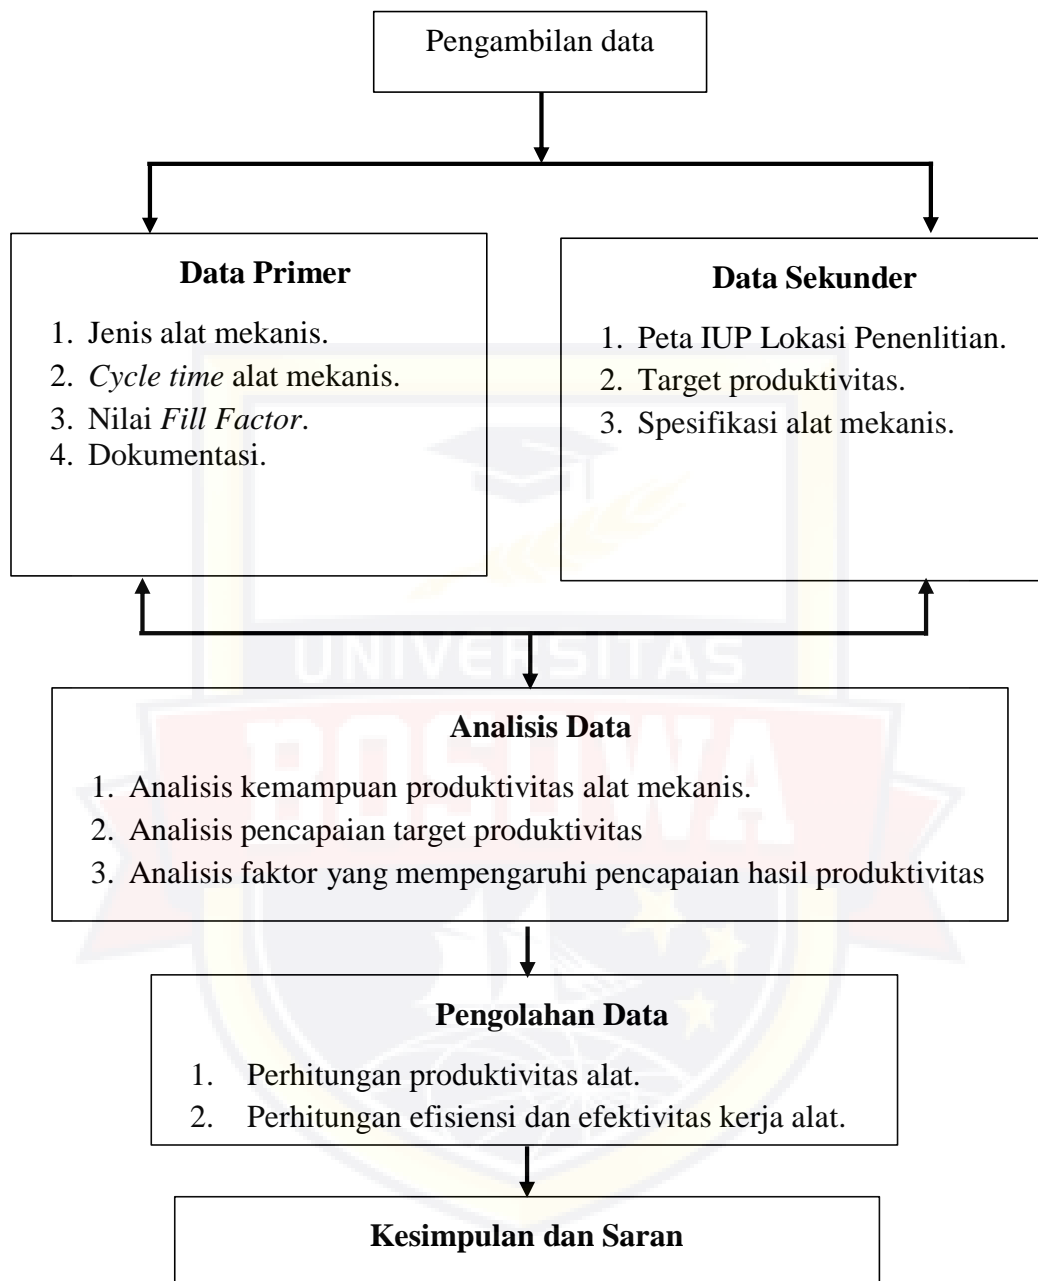 Pengambilan data
Data Primer
1. Jenis alat mekanis.
2. Cycle time alat mekanis.
3. Nilai Fill Factor.
4. Dokumentasi.
Data Sekunder
1. Peta IUP Lokasi Penenlitian.
2. Target produktivitas.
3. Spesifikasi alat mekanis.
UNIVERSITAS
BOSOWA
Analisis Data
1. Analisis kemampuan produktivitas alat mekanis.
2. Analisis pencapaian target produktivitas
3. Analisis faktor yang mempengaruhi pencapaian hasil produktivitas
Pengolahan Data
1. Perhitungan produktivitas alat.
2. Perhitungan efisiensi dan efektivitas kerja alat.
Kesimpulan dan Saran